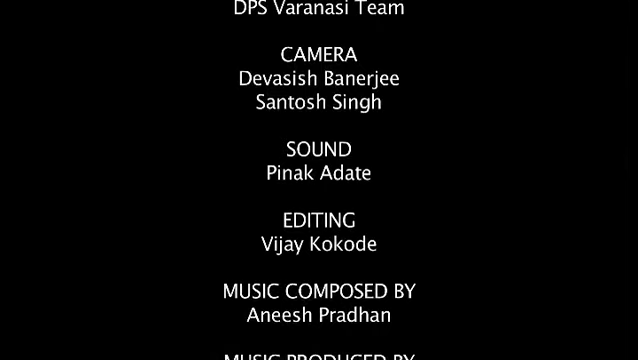 DPS Varanasi Team
CAMERA
Devasish Banerjee
Santosh Singh
SOUND
Pinak Adate
EDITING
Vijay Kokode
MUSIC COMPOSED BY
Aneesh Pradhan
MUSIC PRODUCED BY